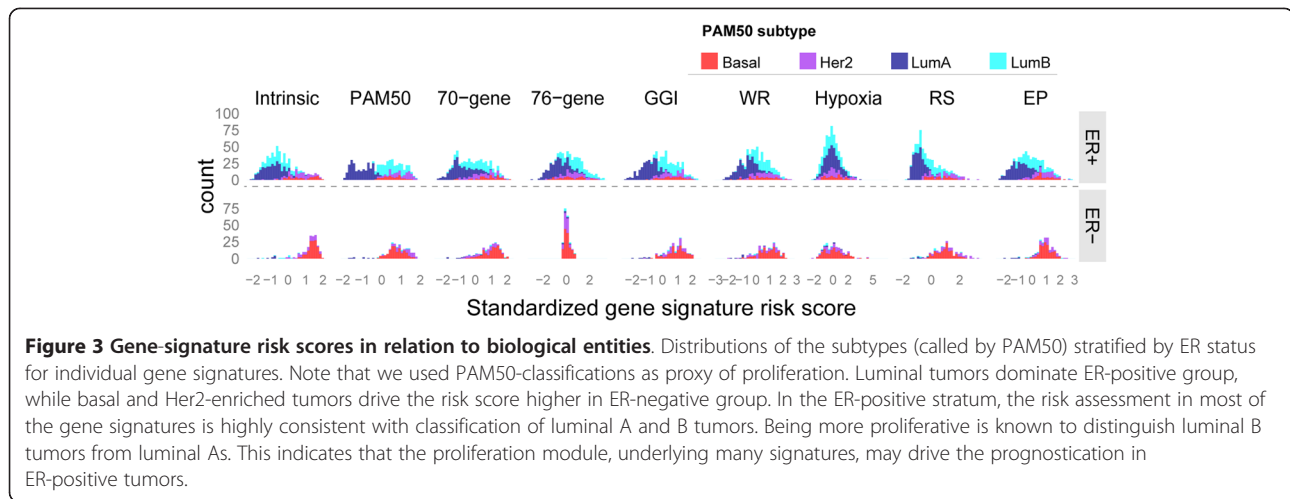 PAM50 subtype
Basal Her2 LumA LumB
Intrinsic PAM50 70−gene 76−gene GGI WR Hypoxia RS EP
100
75
50
25
0
ER+
count
75
50
25
0
ER−
−2−1 0 1 2 −2−1 0 1 2 −2 −1 0 1 2 −2 0 2 −2−1 0 1 2 −3−2−1 0 1 2 3 −2 0 2 5 −2 0 2 −2−1 0 1 2 3
Standardized gene signature risk score
Figure 3 Gene-signature risk scores in relation to biological entities. Distributions of the subtypes (called by PAM50) stratified by ER status
for individual gene signatures. Note that we used PAM50-classifications as proxy of proliferation. Luminal tumors dominate ER-positive group,
while basal and Her2-enriched tumors drive the risk score higher in ER-negative group. In the ER-positive stratum, the risk assessment in most of
the gene signatures is highly consistent with classification of luminal A and B tumors. Being more proliferative is known to distinguish luminal B
tumors from luminal As. This indicates that the proliferation module, underlying many signatures, may drive the prognostication in
ER-positive tumors.